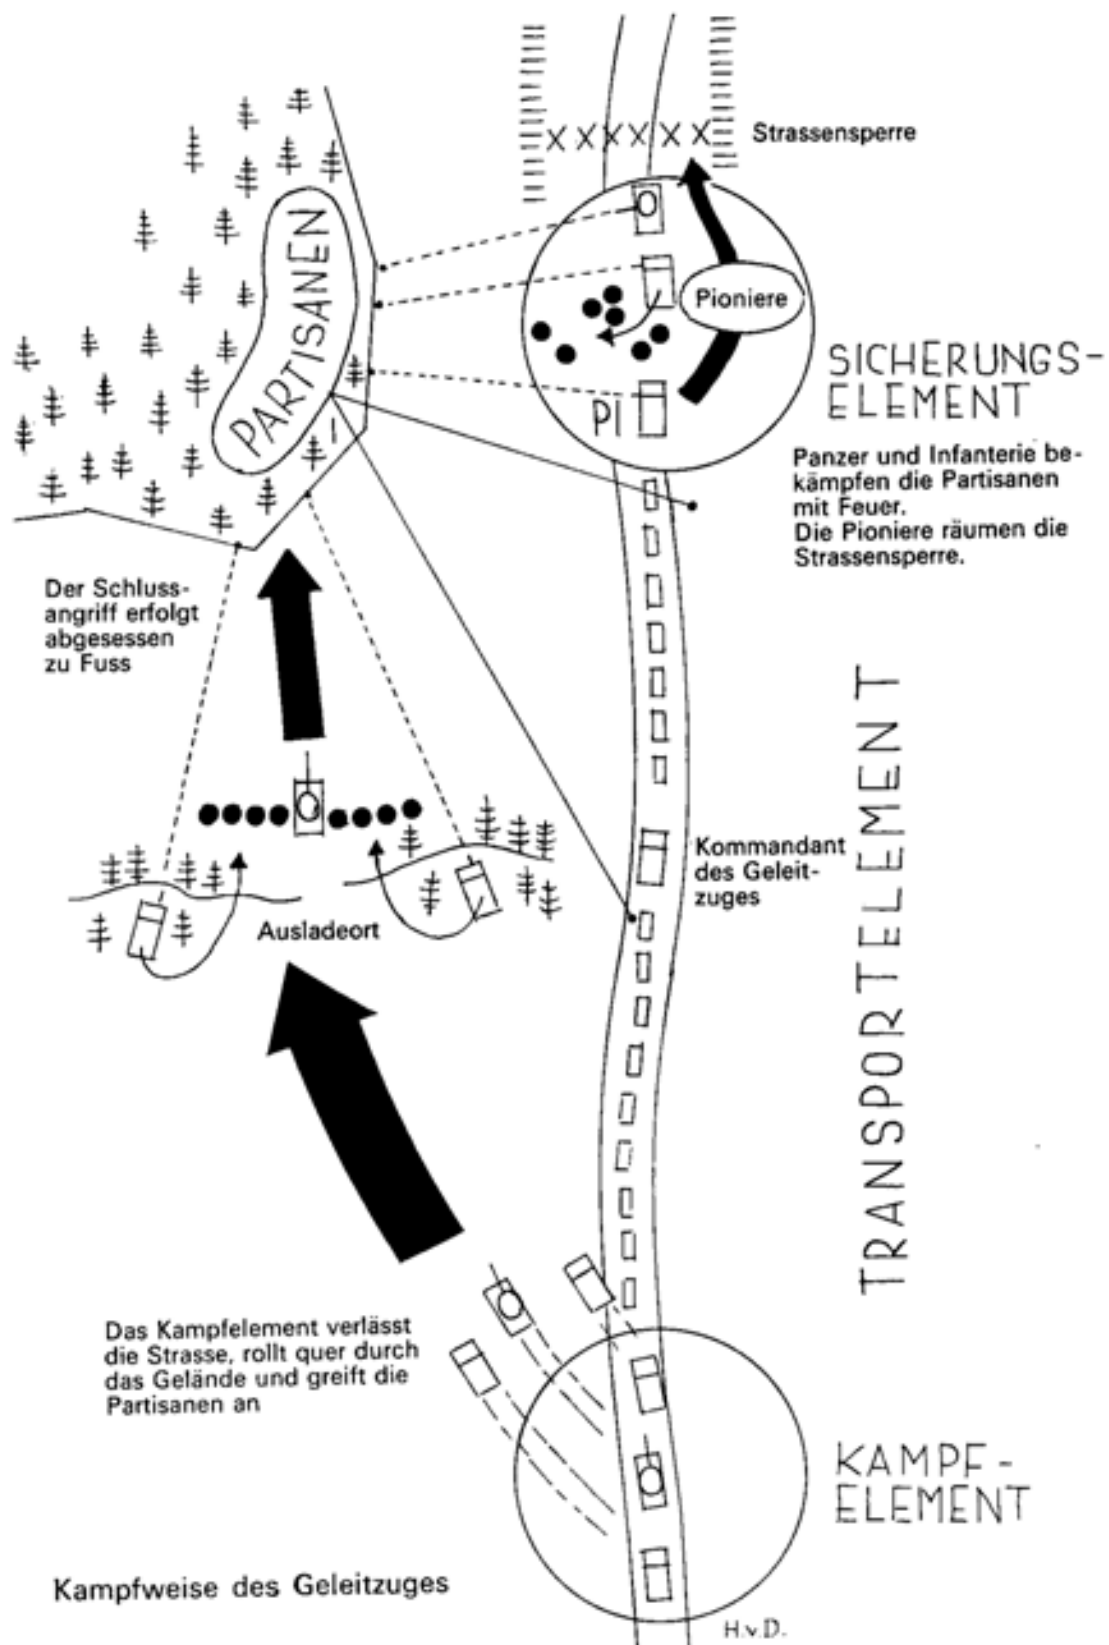 Strassensperre
PARTISANEN
Pioniere
PI
SICHERUNGS-
ELEMENT
Panzer und Infanterie be-
kämpfen die Partisanen
mit Feuer.
Die Pioniere räumen die
Strassensperre.
Der Schluss-
angriff erfolgt
abgesessen
zu Fuss
TRANSPORTELEMENT
Kommandant
des Geleit-
zuges
Ausladeort
Das Kampfelement verlässt
die Strasse, rollt quer durch
das Gelände und greift die
Partisanen an
KAMPF-
ELEMENT
Kampfweise des Geleitzuges
H.v.D.